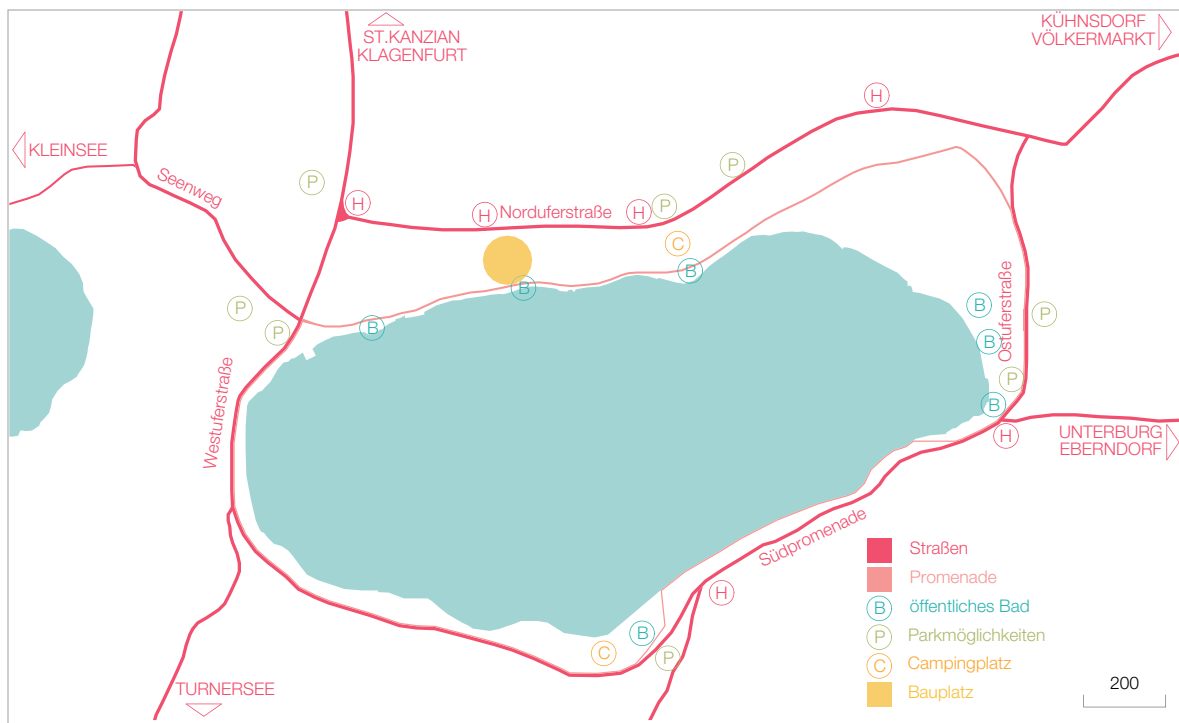 ST.KANZIAN
KLAGENFURT
KÜHNSDORF
VÖLKERMARKT
H
KLEINSEE
P
Seenweg
P
H
H
Norduferstraße
H
P
C
B
B
Ostuferstraße
B
P
P
B
P
B
Westuferstraße
P
B
H
UNTERBURG
EBERNDORF
Südpromenade
H
B
C
P
TURNERSEE
Straßen
Promenade
B öffentliches Bad
P Parkmöglichkeiten
C Campingplatz
Bauplatz
200